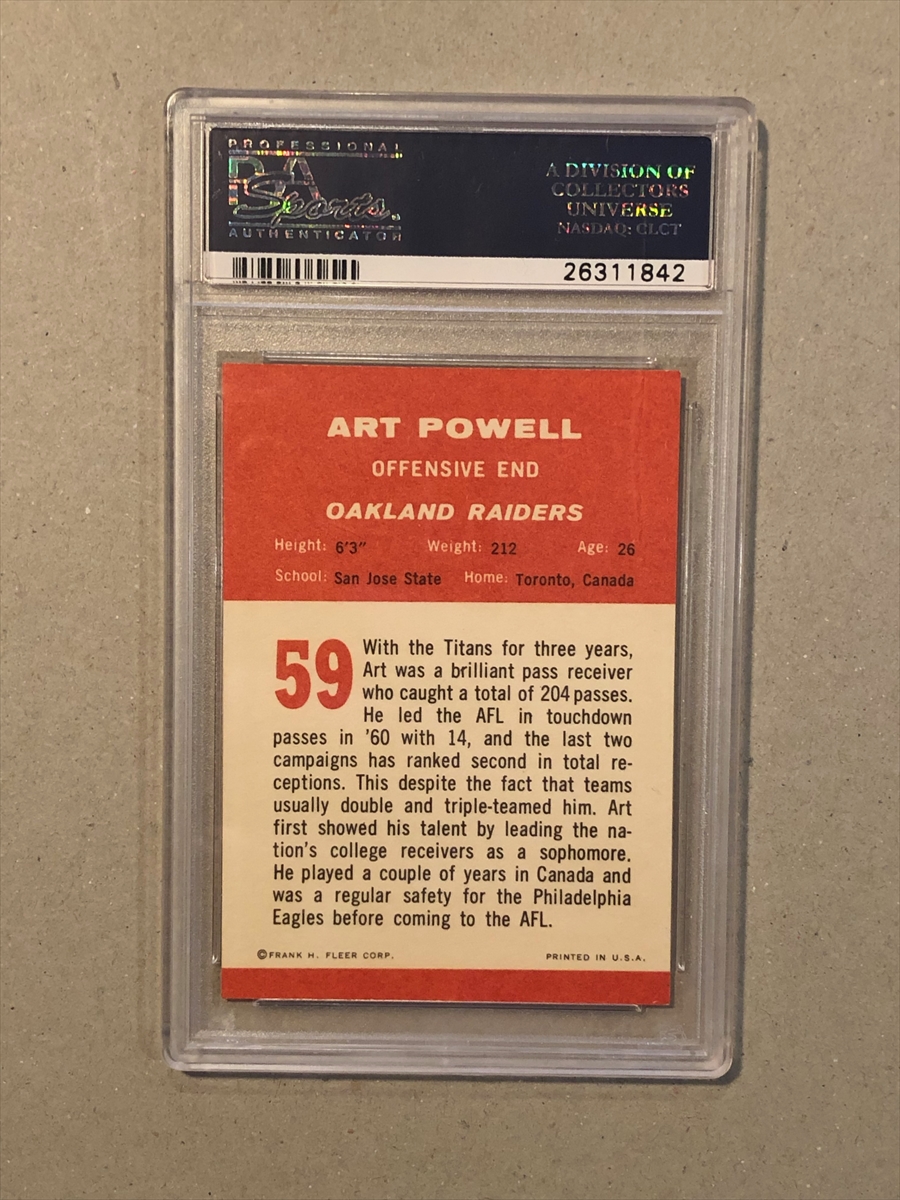 PROFESSIONAL
PSA
Sports
AUTHENTICATOR
A DIVISION OF
COLLECTORS
UNIVERSE
NASDAQ: CLCT
26311842
ART POWELL
OFFENSIVE END
OAKLAND RAIDERS
Height: 6'3" Weight: 212 Age: 26
School: San Jose State Home: Toronto, Canada
59 With the Titans for three years,
Art was a brilliant pass receiver
who caught a total of 204 passes.
He led the AFL in touchdown
passes in '60 with 14, and the last two
campaigns has ranked second in total re-
ceptions. This despite the fact that teams
usually double and triple-teamed him. Art
first showed his talent by leading the na-
tion's college receivers as a sophomore.
He played a couple of years in Canada and
was a regular safety for the Philadelphia
Eagles before coming to the AFL.
©FRANK H. FLEER CORP. PRINTED IN U.S.A.